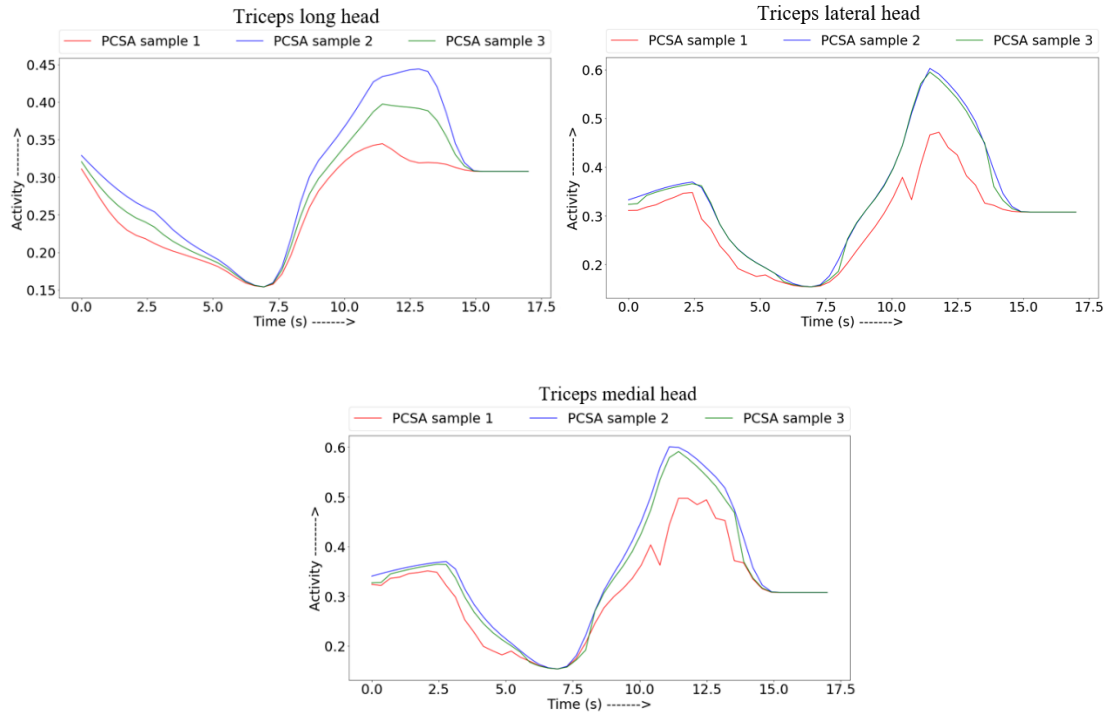 Triceps long head
PCSA sample 1 PCSA sample 2 PCSA sample 3
0.45
0.40
0.35
0.30
0.25
0.20
0.15
Activity ------->
0.0 2.5 5.0 7.5 10.0 12.5 15.0 17.5
Time (s) ------->
Triceps lateral head
PCSA sample 1 PCSA sample 2 PCSA sample 3
0.6
0.5
0.4
0.3
0.2
Activity ------->
0.0 2.5 5.0 7.5 10.0 12.5 15.0 17.5
Time (s) ------->
Triceps medial head
PCSA sample 1 PCSA sample 2 PCSA sample 3
0.6
0.5
0.4
0.3
0.2
Activity ------->
0.0 2.5 5.0 7.5 10.0 12.5 15.0 17.5
Time (s) ------->